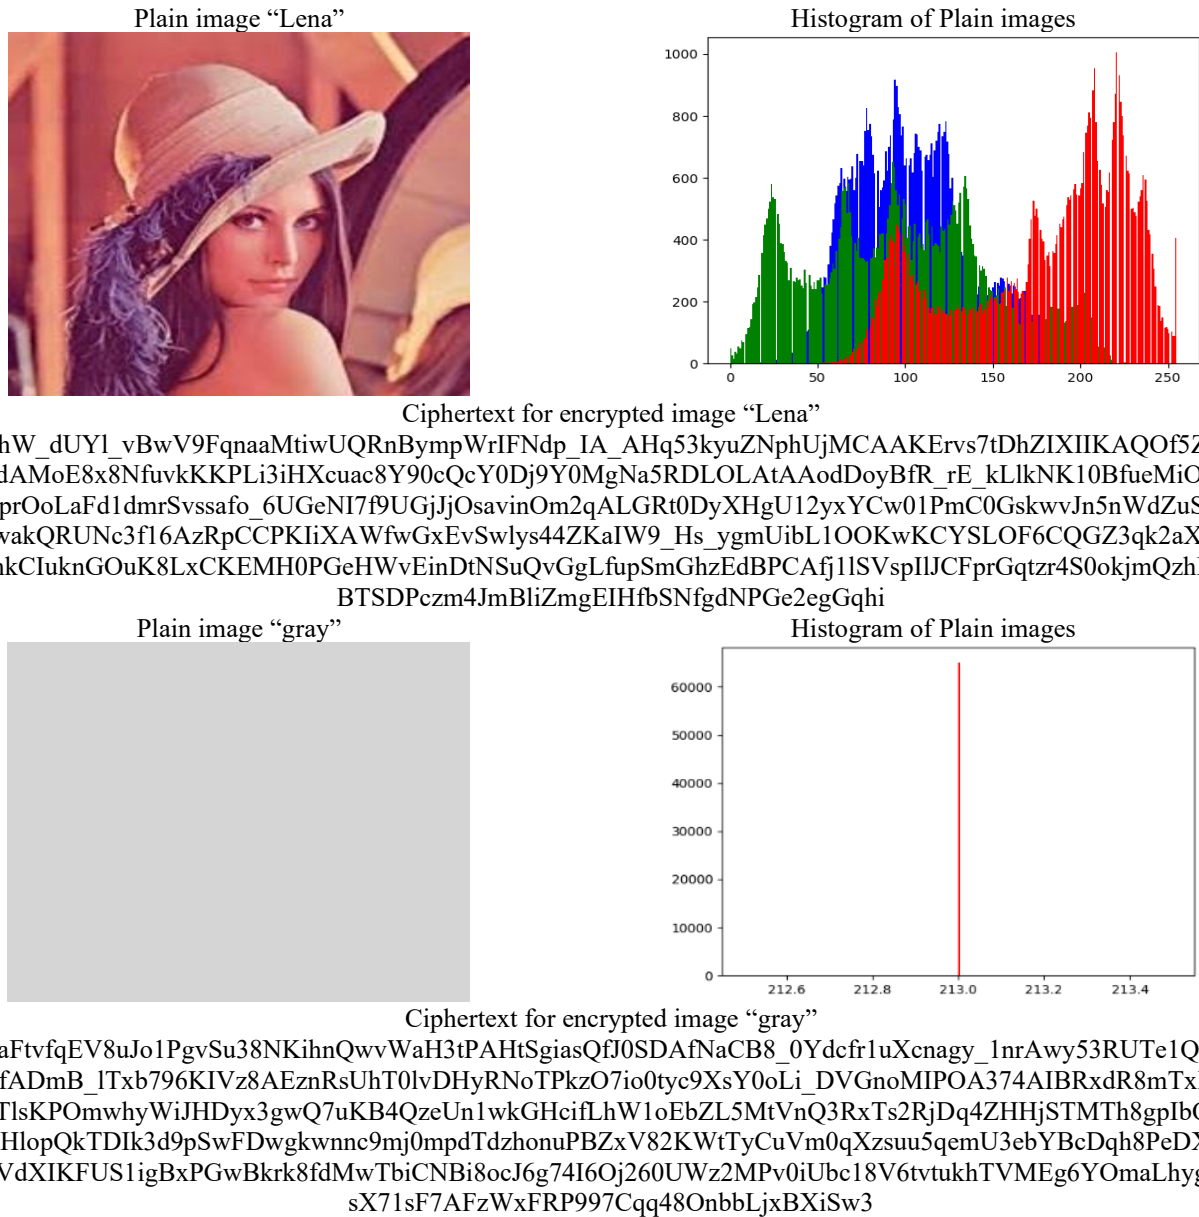 Plain image “Lena”
Histogram of Plain images
1000
800
600
400
200
0
0 50 100 150 200 250
Ciphertext for encrypted image “Lena”
hW_dUYl_vBwV9FqnaaMtiwUQRnBympWrIFNdp_IA_AHq53kyuZNphUjMCAAKErvs7tDhZIXIIKAQOf5Z
dAMoE8x8NfuvkKKPLi3iHXcuac8Y90cQcY0Dj9Y0MgNa5RDLOLAtAAodDoyBfR_rE_kLlkNK10BfueMiO
prOoLaFd1dmrSvssafo_6UGeNI7f9UGjJjOsavinOm2qALGRt0DyXHgU12yxYCw01PmC0GskwvJn5nWdZuS
wakQRUNc3f16AzRpCCPKIiXAWfwGxEvSwlys44ZKaIW9_Hs_ygmUibL1OOKwKCYSLOF6CQGZ3qk2aX
nkCIuknGOuK8LxCKEMH0PGeHWvEinDtNSuQvGgLfupSmGhzEdBPCAfj1lSVspIlJCFprGqtzr4S0okjmQzh
BTSDPczm4JmBliZmgEIHfbSNfgdNPGe2egGqhi
Plain image “gray”
Histogram of Plain images
60000
50000
40000
30000
20000
10000
0
212.6 212.8 213.0 213.2 213.4
Ciphertext for encrypted image “gray”
aFtvfqEV8uJo1PgvSu38NKihnQwvWaH3tPAHtSgiasQfJ0SDAfNaCB8_0Ydcfr1uXcnagy_1nrAwy53RUTe1Q
fADmB_lTxb796KIVz8AEznRsUhT0lvDHyRNoTPkzO7io0tyc9XsY0oLi_DVGnoMIPOA374AIBRxdR8mTx
TlsKPOmwhyWiJHDyx3gwQ7uKB4QzeUn1wkGHcifLhW1oEbZL5MtVnQ3RxTs2RjDq4ZHHjSTMTh8gpIb
HlopQkTDIk3d9pSwFDwgkwnnc9mj0mpdTdzhonuPBZxV82KWtTyCuVm0qXzsuu5qemU3ebYBcDqh8PeDX
VdXIKFUS1igBxPGwBkrk8fdMwTbiCNBi8ocJ6g74I6Oj260UWz2MPv0iUbc18V6tvtukhTVMEg6YOmaLhyg
sX71sF7AFzWxFRP997Cqq48OnbbLjxBXiSw3